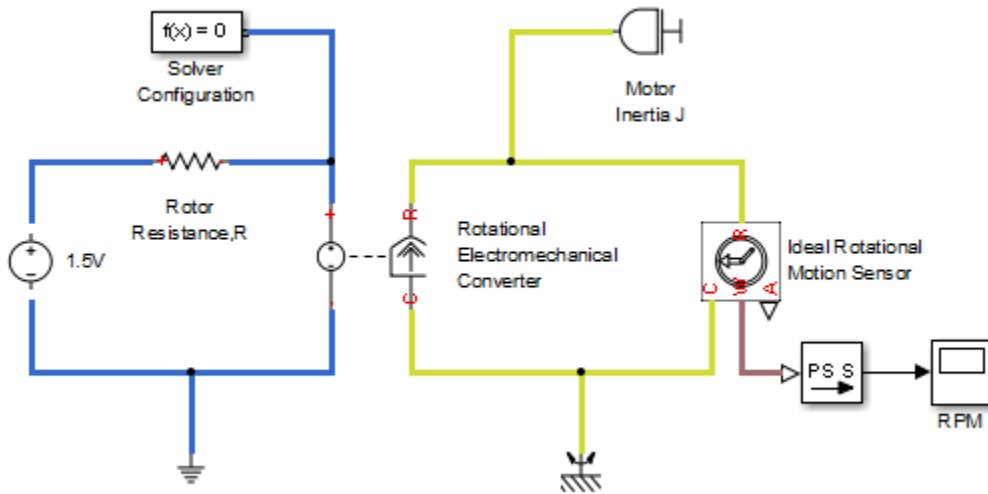 f(x) = 0
Solver
Configuration
Motor
Inertia J
+
Rotor
Resistance,R
+
-
1.5V
+
-
R
C
Rotational
Electromechanical
Converter
R
C
W
A
Ideal Rotational
Motion Sensor
PS S
RPM